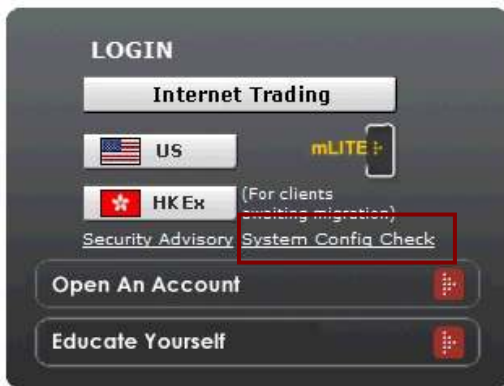 LOGIN
Internet Trading
US
mLITE
HKEx
(For clients
awaiting migration)
Security Advisory System Config Check
Open An Account
Educate Yourself